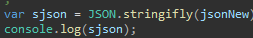 ;
var sjson = JSON.stringifly(jsonNew)
console.log(sjson);